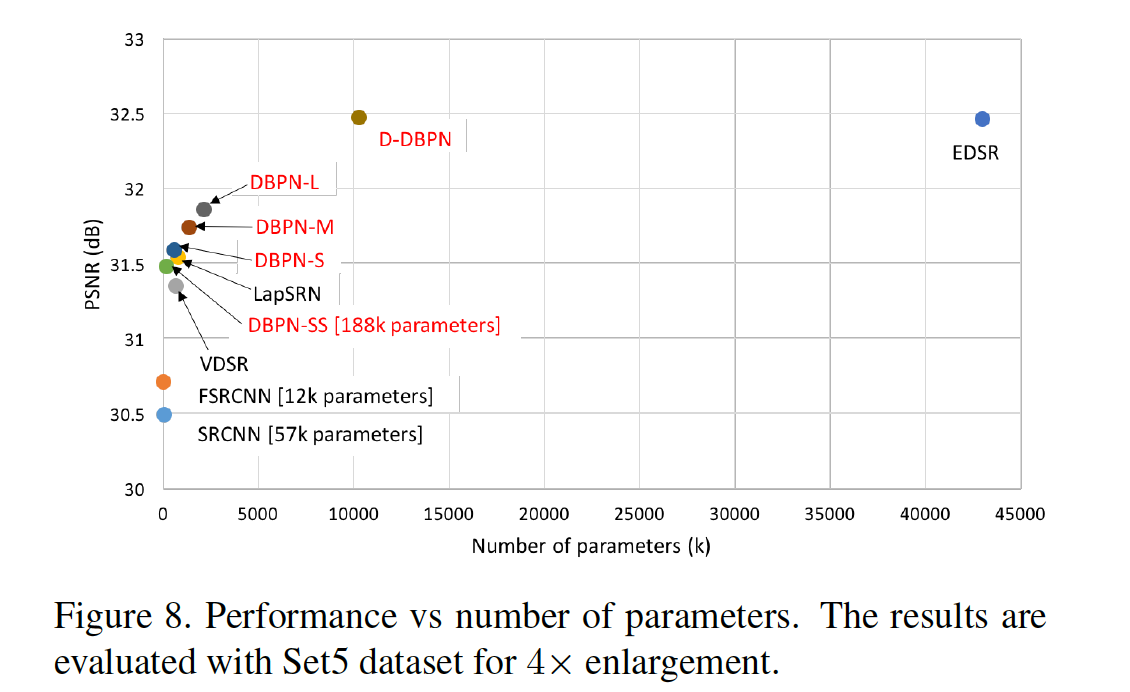 33
32.5
D-DBPN
EDSR
32
DBPN-L
DBPN-M
DBPN-S
31.5
LapSRN
DBPN-SS [188k parameters]
31
VDSR
FSRCNN [12k parameters]
30.5
SRCNN [57k parameters]
30
PSNR (dB)
0 5000 10000 15000 20000 25000 30000 35000 40000 45000
Number of parameters (k)
Figure 8. Performance vs number of parameters. The results are
evaluated with Set5 dataset for 4× enlargement.